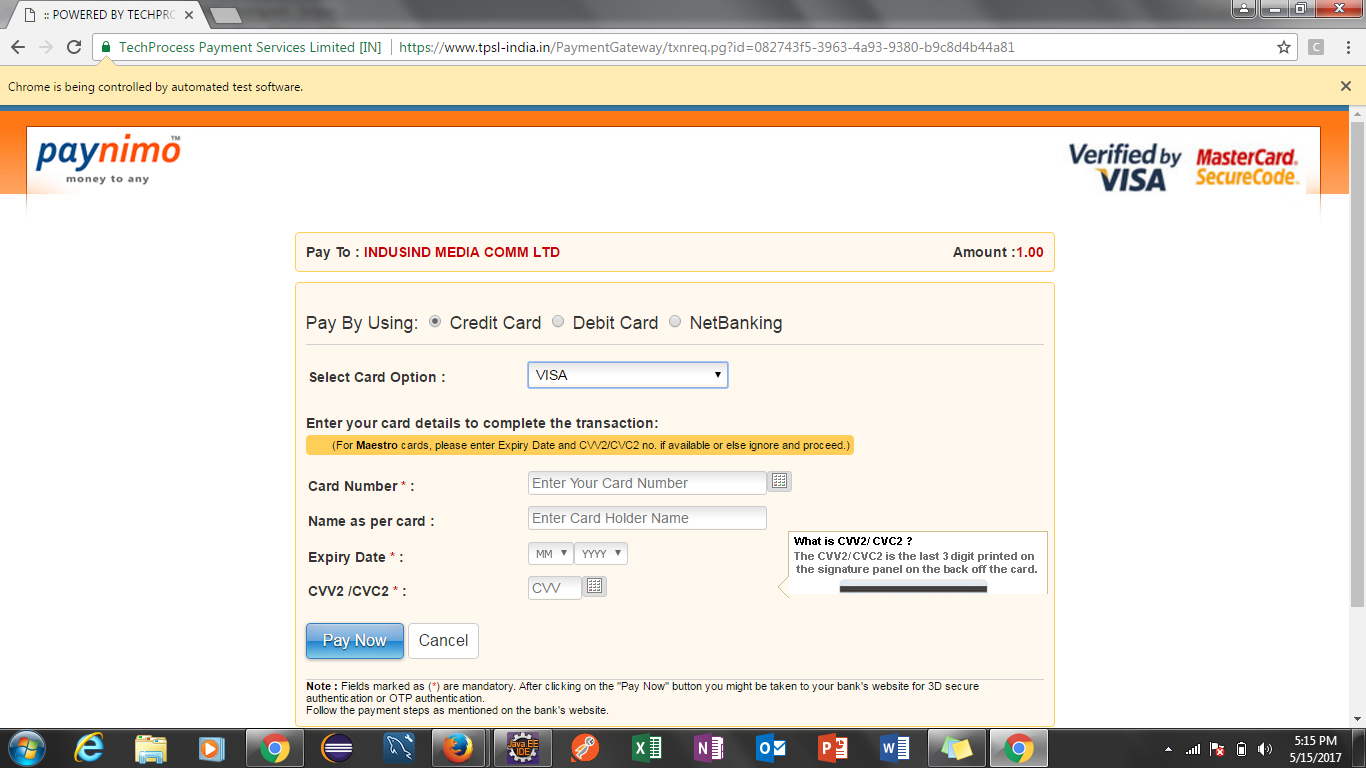 :: POWERED BY TECHPRO
TechProcess Payment Services Limited [IN] | https://www.tpsl-india.in/PaymentGateway/txnreq.pg?id=082743f5-3963-4a93-9380-b9c8d4b44a81
C
Chrome is being controlled by automated test software.
paynimo™
money to any
Verified by
VISA
MasterCard.
SecureCode.
Pay To : INDUSIND MEDIA COMM LTD
Amount :1.00
Pay By Using: Credit Card Debit Card NetBanking
Select Card Option : VISA
Enter your card details to complete the transaction:
(For Maestro cards, please enter Expiry Date and CVV2/CVC2 no. if available or else ignore and proceed.)
Card Number * : Enter Your Card Number
Name as per card : Enter Card Holder Name
Expiry Date * : MM YYYY
CVV2 /CVC2 * : CVV
What is CVV2/ CVC2 ?
The CVV2/CVC2 is the last 3 digit printed on
the signature panel on the back off the card.
Pay Now Cancel
Note : Fields marked as (*) are mandatory. After clicking on the "Pay Now" button you might be taken to your bank's website for 3D secure
authentication or OTP authentication.
Follow the payment steps as mentioned on the bank's website.
Java EE
IDE
5:15 PM
5/15/2017